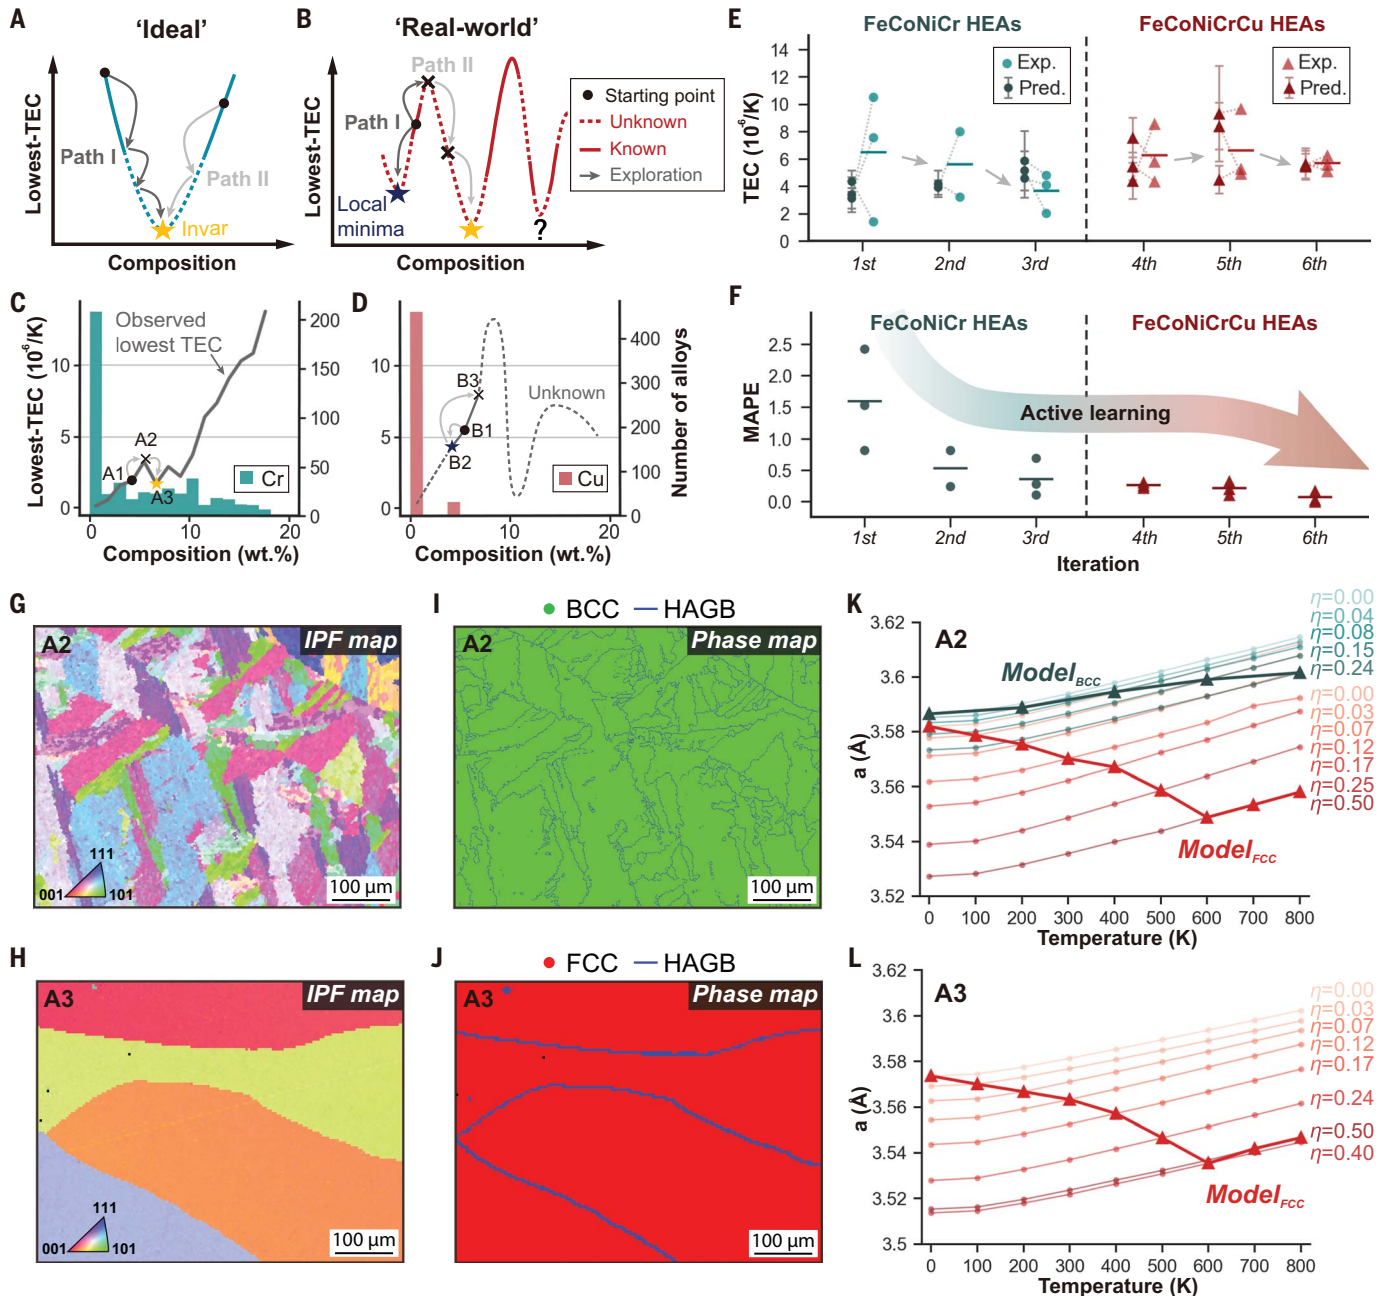 A
'Ideal'
Lowest-TEC
Path I
Path II
Invar
Composition
B
'Real-world'
Lowest-TEC
Path II
Path I
Local
minima
?
Composition
Starting point
Unknown
Known
Exploration
C
Lowest-TEC (10⁻⁶/K)
10
5
0
Observed
lowest TEC
A1
A2
A3
Cr
200
150
100
50
0
0
10
20
Composition (wt.%)
D
10
5
0
B3
B1
B2
Unknown
Cu
400
300
200
100
0
Number of alloys
0
10
20
Composition (wt.%)
E
FeCoNiCr HEAs
FeCoNiCrCu HEAs
TEC (10⁻⁶/K)
14
12
10
8
6
4
2
0
Exp.
Pred.
Exp.
Pred.
1st
2nd
3rd
4th
5th
6th
F
FeCoNiCr HEAs
FeCoNiCrCu HEAs
MAPE
2.5
2.0
1.5
1.0
0.5
0.0
Active learning
1st
2nd
3rd
4th
5th
6th
Iteration
G
A2
IPF map
111
001
101
100 µm
H
A3
IPF map
111
001
101
100 µm
I
BCC
HAGB
A2
Phase map
100 µm
J
FCC
HAGB
A3
Phase map
100 µm
K
A2
a (Å)
3.62
3.6
3.58
3.56
3.54
3.52
Model_BCC
Model_FCC
η=0.00
η=0.04
η=0.08
η=0.15
η=0.24
η=0.00
η=0.03
η=0.07
η=0.12
η=0.17
η=0.25
η=0.50
0
100
200
300
400
500
600
700
800
Temperature (K)
L
A3
a (Å)
3.62
3.6
3.58
3.56
3.54
3.52
3.5
Model_FCC
η=0.00
η=0.03
η=0.07
η=0.12
η=0.17
η=0.24
η=0.50
η=0.40
0
100
200
300
400
500
600
700
800
Temperature (K)